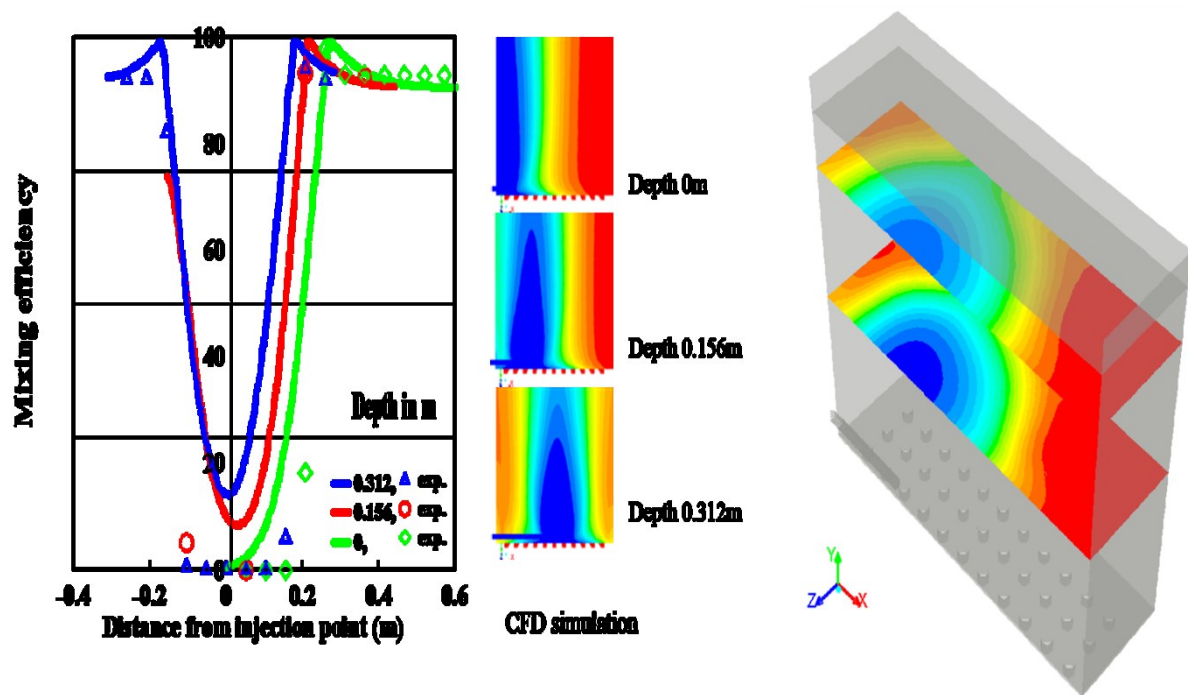 Mixing efficiency
100
80
60
40
20
0
Depth in m
0.312, exp.
0.156, exp.
0, exp.
-0.4 -0.2 0 0.2 0.4 0.6
Distance from injection point (m)
Depth 0m
Depth 0.156m
Depth 0.312m
CFD simulation
Y
Z X